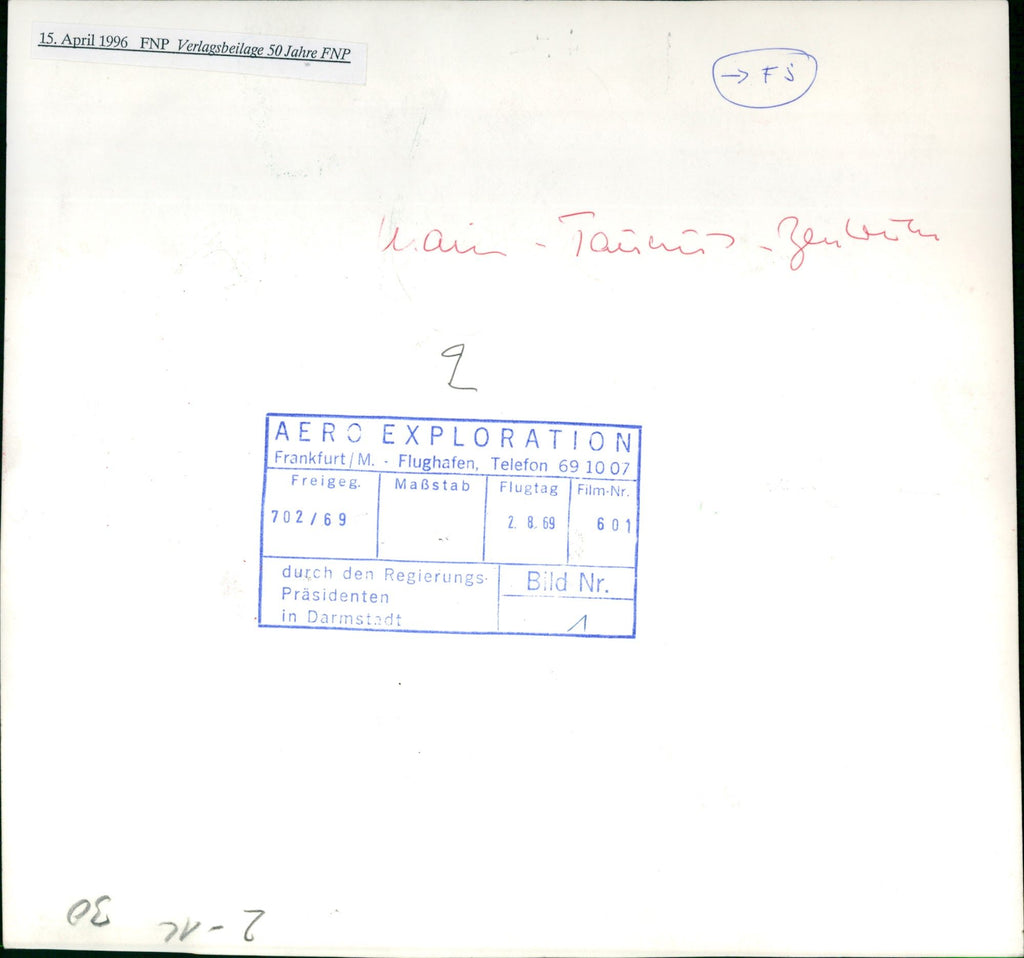 15. April 1996 FNP Verlagsbeilage 50 Jahre FNP
→ FS
Main - Taunus - Zentrum
2
AERO EXPLORATION
Frankfurt/M. - Flughafen, Telefon 69 10 07
Freigeg. Maßstab Flugtag Film-Nr.
702/69 2. 8. 69 601
durch den Regierungs-
Präsidenten
in Darmstadt
Bild Nr.
1